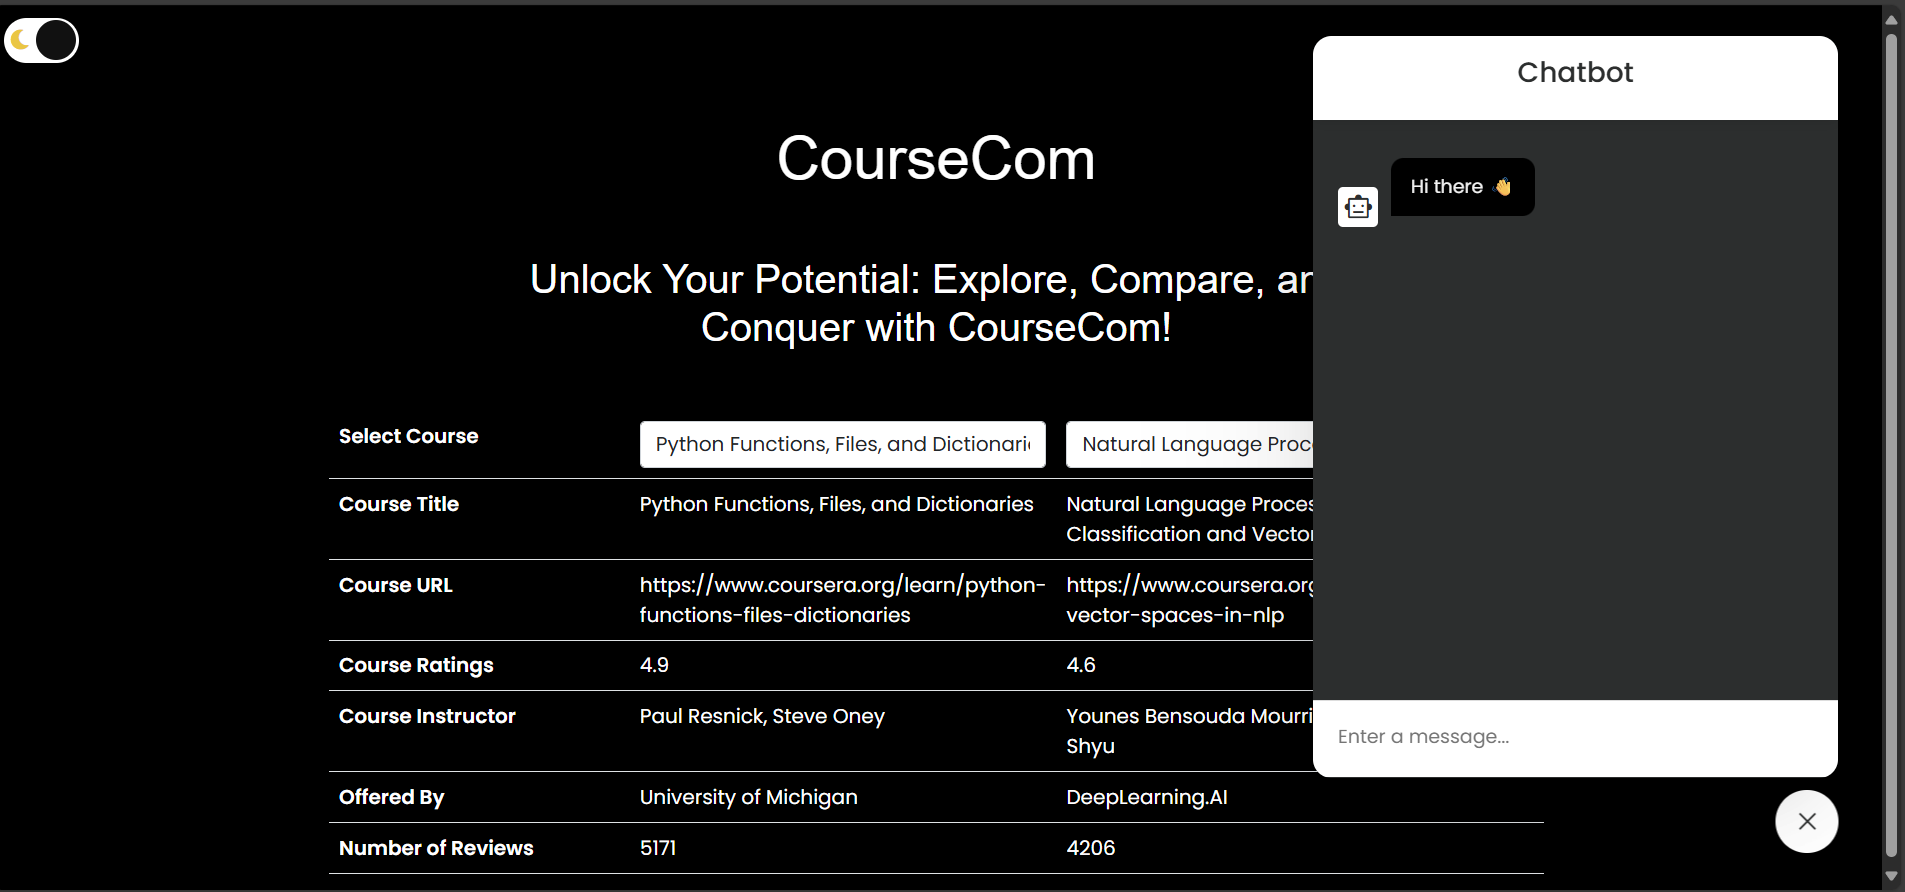 CourseCom
Unlock Your Potential: Explore, Compare, an
Conquer with CourseCom!
Select Course Python Functions, Files, and Dictionari Natural Language Proc
Course Title Python Functions, Files, and Dictionaries Natural Language Proces
Classification and Vector
Course URL https://www.coursera.org/learn/python- https://www.coursera.org
functions-files-dictionaries vector-spaces-in-nlp
Course Ratings 4.9 4.6
Course Instructor Paul Resnick, Steve Oney Younes Bensouda Mourri
Shyu
Offered By University of Michigan DeepLearning.AI
Number of Reviews 5171 4206
Chatbot
Hi there 👋
Enter a message...